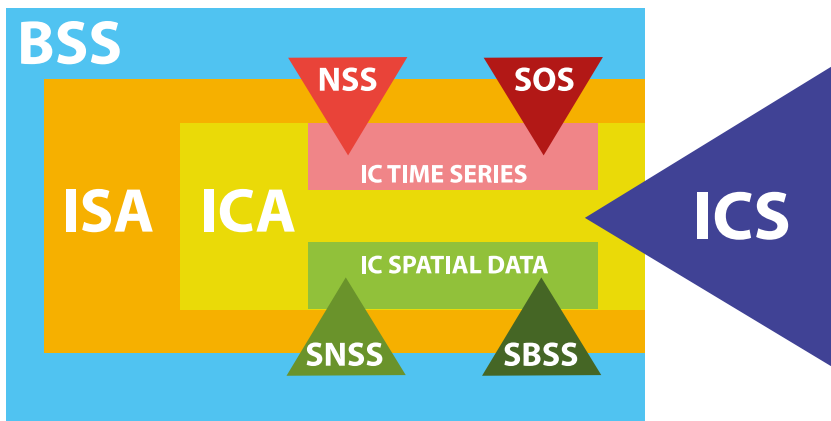 BSS
NSS
SOS
IC TIME SERIES
ISA
ICA
ICS
IC SPATIAL DATA
SNSS
SBSS